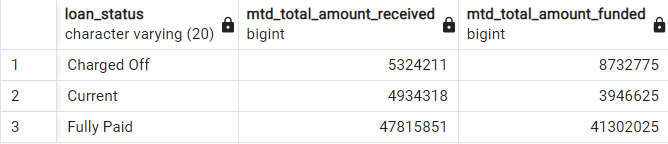 loan_status mtd_total_amount_received mtd_total_amount_funded
character varying (20) bigint bigint
1 Charged Off 5324211 8732775
2 Current 4934318 3946625
3 Fully Paid 47815851 41302025